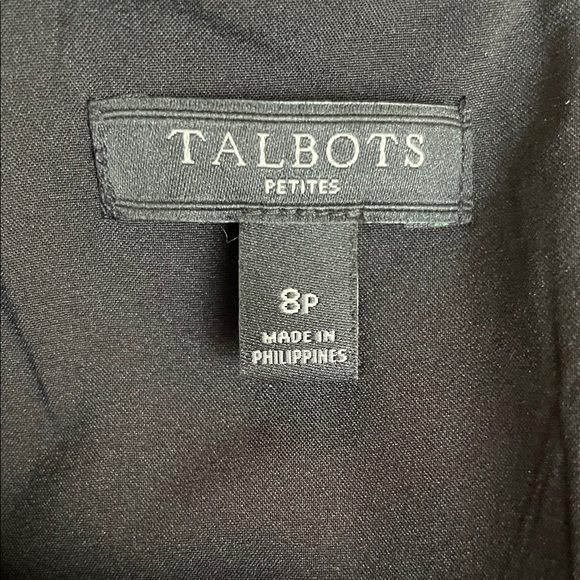 TALBOTS
PETITES
8P
MADE IN
PHILIPPINES